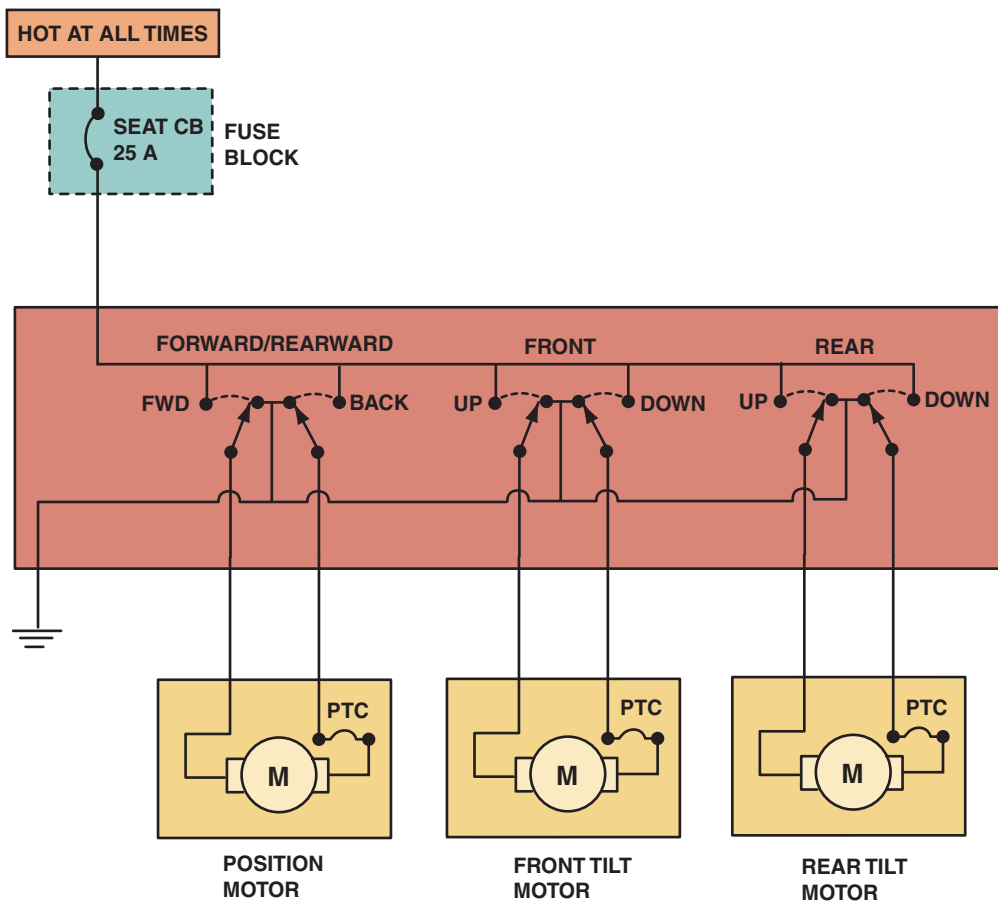 HOT AT ALL TIMES
SEAT CB
25 A
FUSE
BLOCK
FORWARD/REARWARD
FRONT
REAR
FWD
BACK
UP
DOWN
UP
DOWN
PTC
M
PTC
M
PTC
M
POSITION
MOTOR
FRONT TILT
MOTOR
REAR TILT
MOTOR